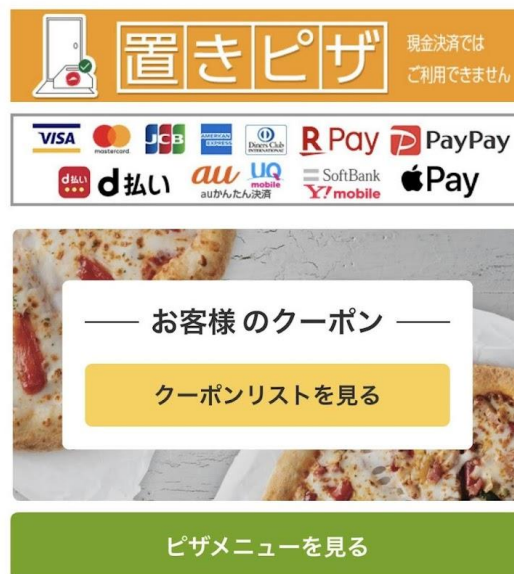 置きピザ
現金決済では
ご利用できません
VISA mastercard JCB AMERICAN EXPRESS Diners Club INTERNATIONAL R Pay PayPay
d払い d払い au auかんたん決済 UQ mobile SoftBank Y!mobile Pay
お客様 のクーポン
クーポンリストを見る
ピザメニューを見る